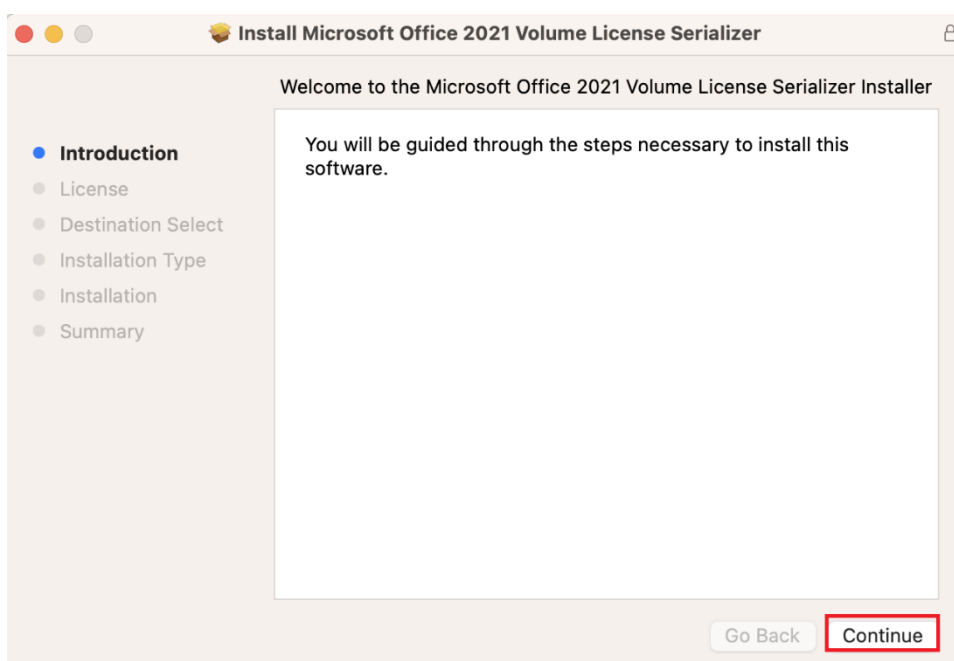 Install Microsoft Office 2021 Volume License Serializer
Welcome to the Microsoft Office 2021 Volume License Serializer Installer
Introduction
License
Destination Select
Installation Type
Installation
Summary
You will be guided through the steps necessary to install this
software.
Go Back
Continue